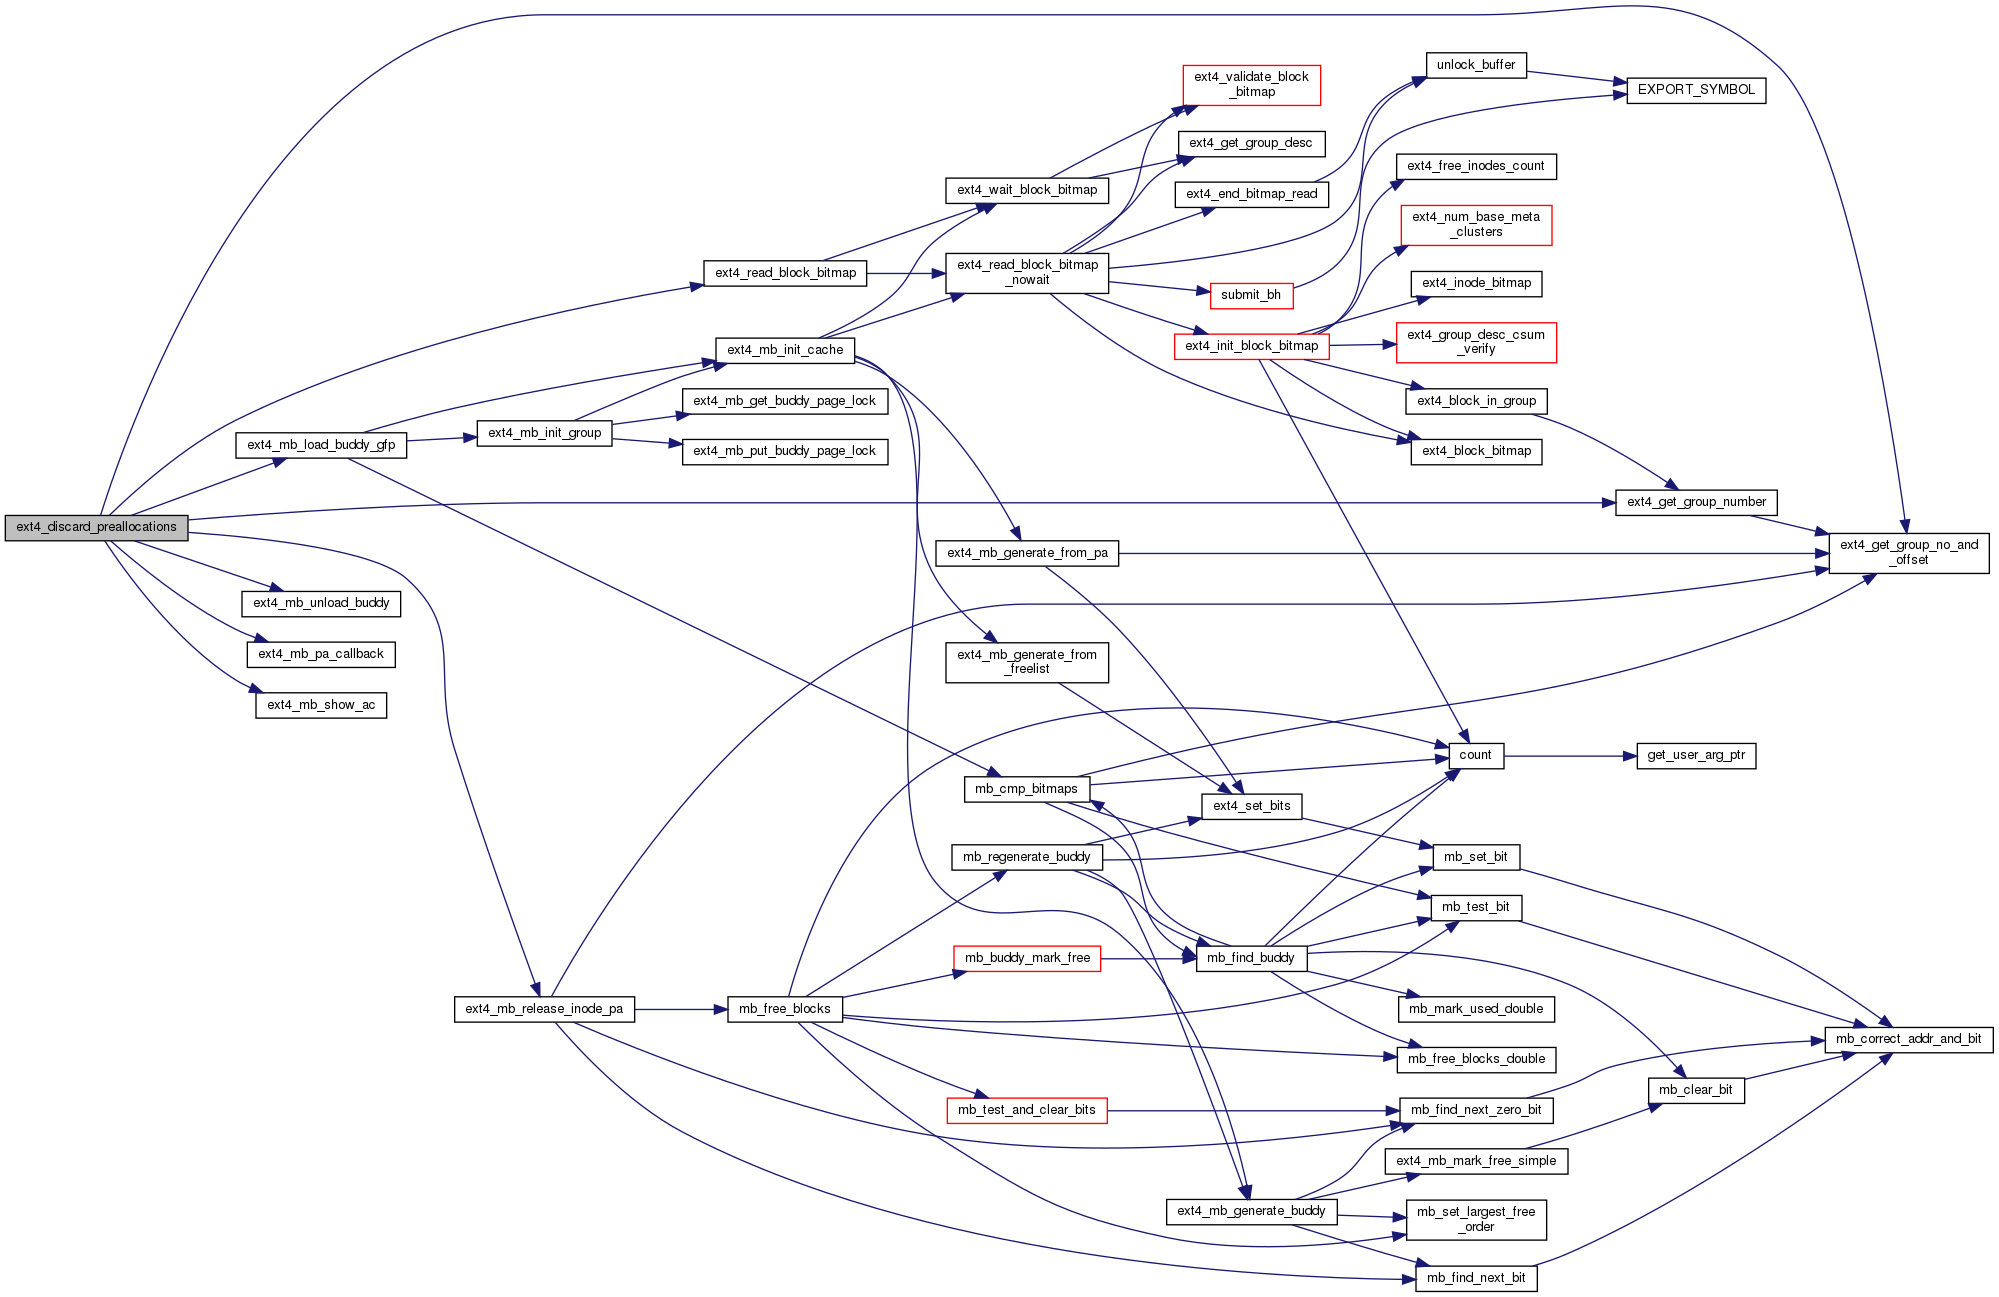 unlock_buffer
ext4_validate_block
_bitmap
EXPORT_SYMBOL
ext4_get_group_desc
ext4_free_inodes_count
ext4_wait_block_bitmap
ext4_end_bitmap_read
ext4_num_base_meta
_clusters
ext4_read_block_bitmap
ext4_read_block_bitmap
_nowait
submit_bh
ext4_inode_bitmap
ext4_mb_init_cache
ext4_init_block_bitmap
ext4_group_desc_csum
_verify
ext4_mb_get_buddy_page_lock
ext4_block_in_group
ext4_mb_load_buddy_gfp
ext4_mb_init_group
ext4_mb_put_buddy_page_lock
ext4_block_bitmap
ext4_get_group_number
ext4_discard_preallocations
ext4_mb_generate_from_pa
ext4_get_group_no_and
_offset
ext4_mb_unload_buddy
ext4_mb_pa_callback
ext4_mb_generate_from
_freelist
ext4_mb_show_ac
count
get_user_arg_ptr
mb_cmp_bitmaps
ext4_set_bits
mb_regenerate_buddy
mb_set_bit
mb_test_bit
mb_buddy_mark_free
mb_find_buddy
ext4_mb_release_inode_pa
mb_free_blocks
mb_mark_used_double
mb_correct_addr_and_bit
mb_free_blocks_double
mb_clear_bit
mb_test_and_clear_bits
mb_find_next_zero_bit
ext4_mb_mark_free_simple
ext4_mb_generate_buddy
mb_set_largest_free
_order
mb_find_next_bit